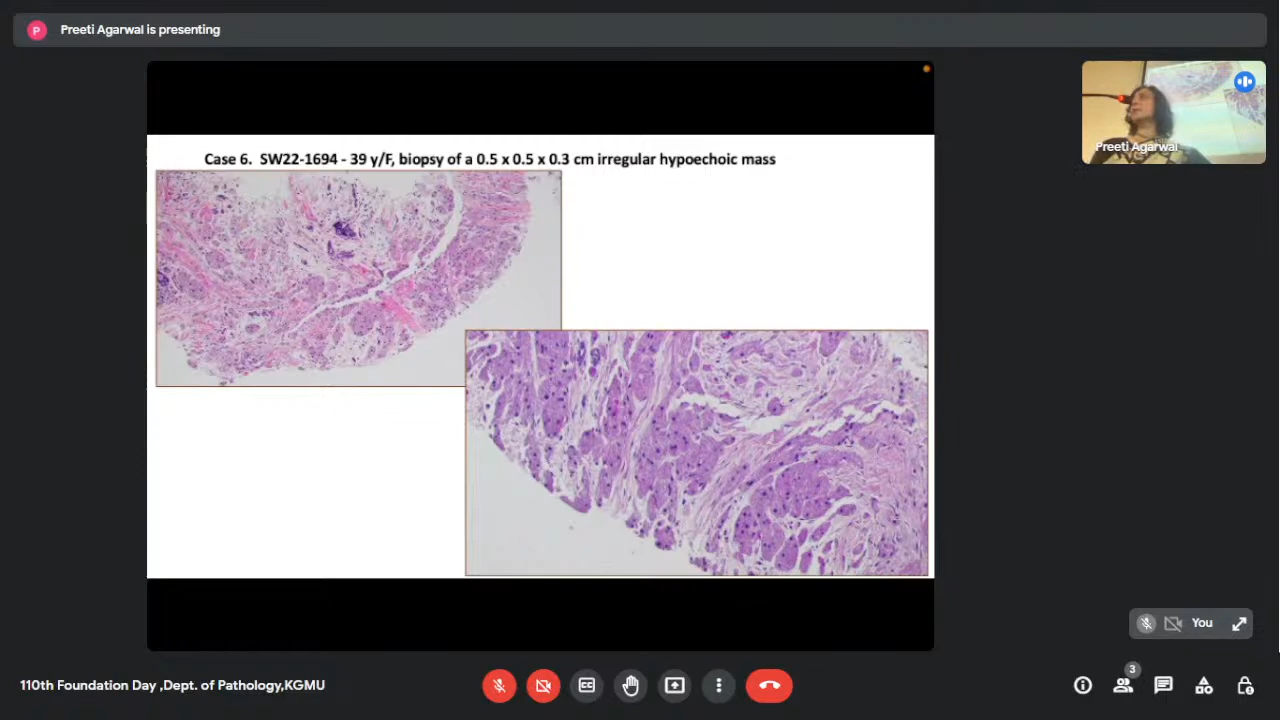 P
Preeti Agarwal is presenting
Case 6. SW22-1694 - 39 y/F, biopsy of a 0.5 x 0.5 x 0.3 cm irregular hypoechoic mass
Preeti Agarwal
You
110th Foundation Day ,Dept. of Pathology,KGMU
3